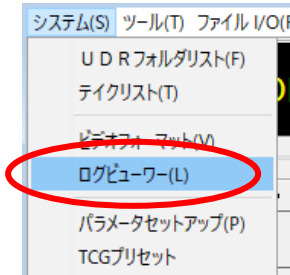 システム(S) ツール(T) ファイル I/O(F
ＵＤＲフォルダリスト(F)
テイクリスト(T)
ビデオフォーマット(V)
ログビューワー(L)
パラメータセットアップ(P)
TCGプリセット